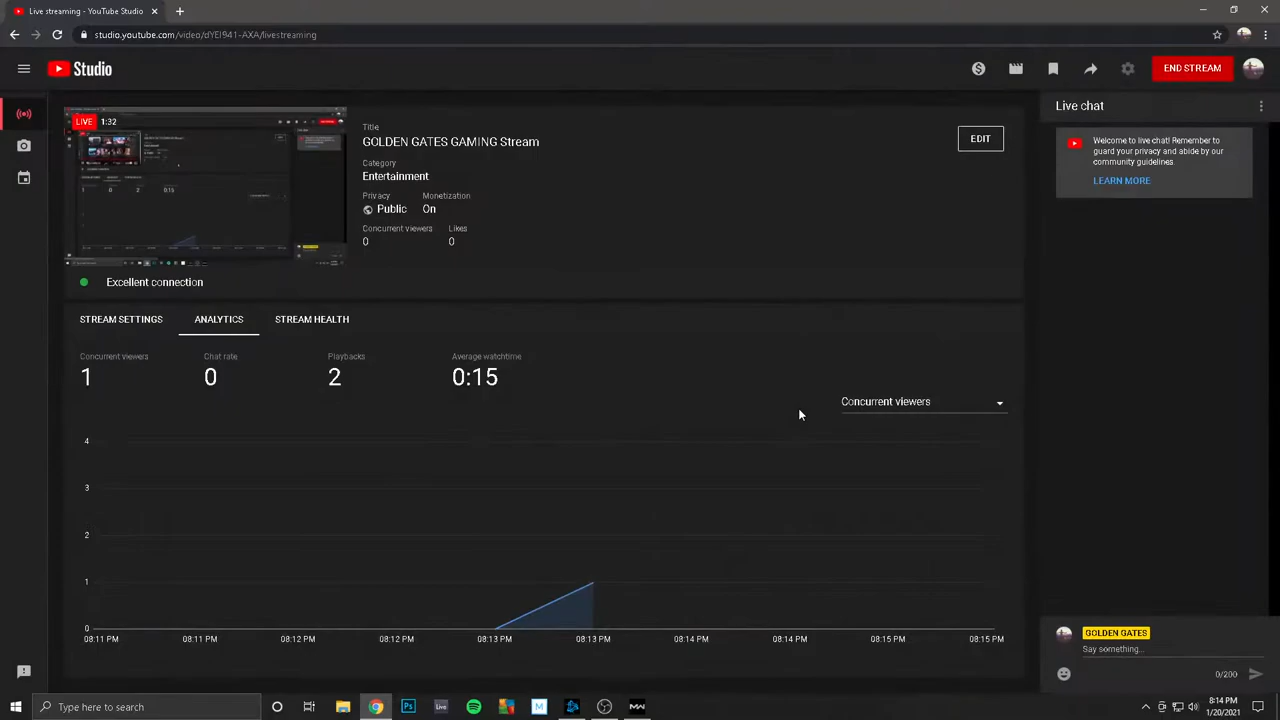 Live streaming - YouTube Studio
studio.youtube.com/video/dYEI941-AXA/livestreaming
Studio
END STREAM
LIVE 1:32
Title
GOLDEN GATES GAMING Stream
Category
Entertainment
Privacy Monetization
Public On
Concurrent viewers Likes
0 0
EDIT
Excellent connection
STREAM SETTINGS ANALYTICS STREAM HEALTH
Concurrent viewers Chat rate Playbacks Average watchtime
1 0 2 0:15
Concurrent viewers
4
3
2
1
0
08:11 PM 08:11 PM 08:12 PM 08:12 PM 08:13 PM 08:13 PM 08:14 PM 08:14 PM 08:15 PM 08:15 PM
Live chat
Welcome to live chat! Remember to
guard your privacy and abide by our
community guidelines.
LEARN MORE
GOLDEN GATES
Say something...
0/200
Type here to search
Ps
Live
M
MW
8:14 PM
1/20/2021